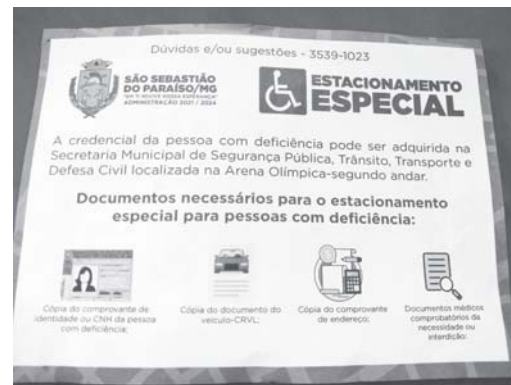 Dúvidas e/ou sugestões - 3539-1023
SÃO SEBASTIÃO
DO PARAÍSO/MG
ADMINISTRAÇÃO 2021 / 2024
ESTACIONAMENTO
ESPECIAL
A credencial da pessoa com deficiência pode ser adquirida na
Secretaria Municipal de Segurança Pública, Trânsito, Transporte e
Defesa Civil localizada na Arena Olímpica-segundo andar.
Documentos necessários para o estacionamento
especial para pessoas com deficiência:
Cópia do comprovante de
identidade ou CNH da pessoa
com deficiência;
Cópia do documento do
veículo-CRVL;
Cópia do comprovante
de endereço;
Documentos médicos
comprobatórios da
necessidade ou
interdição;